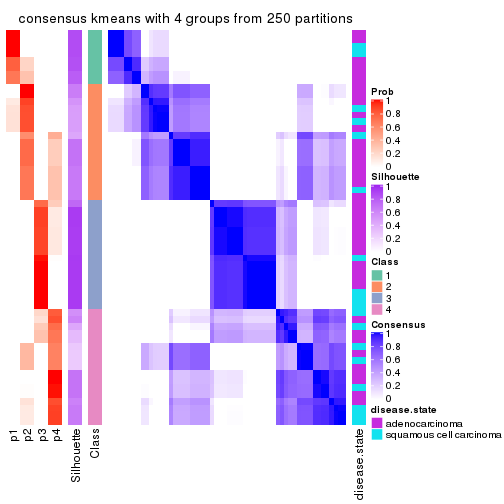 consensus kmeans with 4 groups from 250 partitions
Prob
1
0.8
0.6
0.4
0.2
0
Silhouette
1
0.8
0.6
0.4
0.2
0
Class
1
2
3
4
Consensus
1
0.8
0.6
0.4
0.2
0
disease.state
adenocarcinoma
squamous cell carcinoma
p1
p2
p3
p4
Silhouette
Class
disease.state